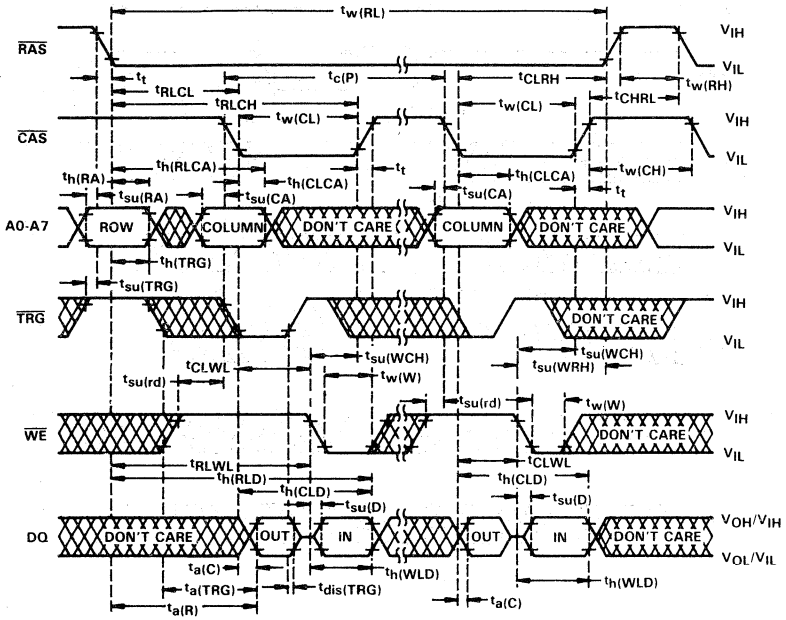 tw(RL)
RAS
VIH
VIL
tt
tc(P)
tCLRH
tw(RH)
tRLCL
tCHRL
tRLCH
tw(CL)
tw(CL)
CAS
VIH
VIL
th(RLCA)
tt
tw(CH)
th(RA)
th(CLCA)
th(CLCA)
tt
tsu(RA)
tsu(CA)
tsu(CA)
A0-A7
ROW
COLUMN
DON'T CARE
COLUMN
DON'T CARE
VIH
VIL
th(TRG)
tsu(TRG)
TRG
DON'T CARE
VIH
VIL
tCLWL
tsu(WCH)
tsu(WCH)
tsu(rd)
tw(W)
tsu(WRH)
tsu(rd)
tw(W)
WE
DON'T CARE
VIH
VIL
tRLWL
tCLWL
th(RLD)
th(CLD)
th(CLD)
tsu(D)
tsu(D)
DQ
DON'T CARE
OUT
IN
OUT
IN
DON'T CARE
VOH/VIH
VOL/VIL
ta(C)
th(WLD)
th(WLD)
ta(TRG)
tdis(TRG)
ta(C)
ta(R)